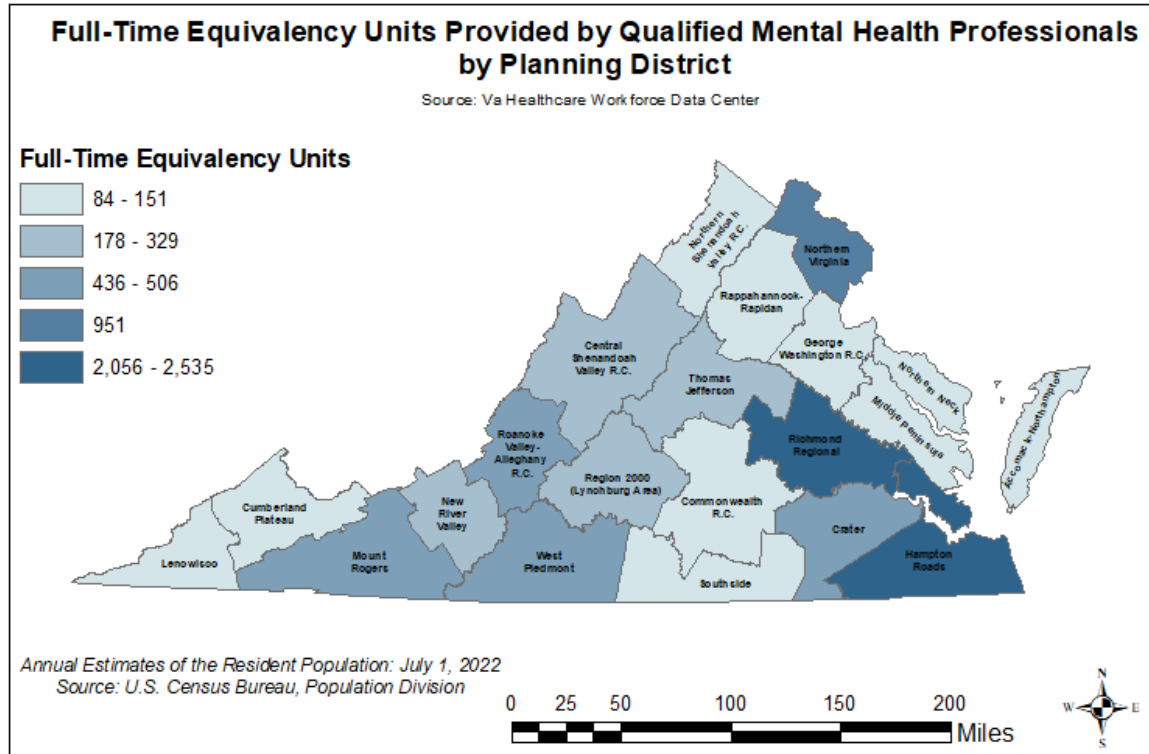 Full-Time Equivalency Units Provided by Qualified Mental Health Professionals
by Planning District
Source: Va Healthcare Workforce Data Center
Full-Time Equivalency Units
84 - 151
178 - 329
436 - 506
951
2,056 - 2,535
Northern
Shenandoah
Valley R.C.
Northern
Virginia
Rappahannock-
Rapidan
Central
Shenandoah
Valley R.C.
George
Washington R.C.
Northern Neck
Thomas
Jefferson
Middle Peninsula
Accomack-Northampton
Roanoke
Valley-
Alleghany
R.C.
Richmond
Regional
Region 2000
(Lynchburg Area)
Commonwealth
R.C.
Cumberland
Plateau
New
River
Valley
Crater
Lenowisco
Mount
Rogers
West
Piedmont
Southside
Hampton
Roads
Annual Estimates of the Resident Population: July 1, 2022
Source: U.S. Census Bureau, Population Division
0 25 50 100 150 200
Miles
N
W E
S